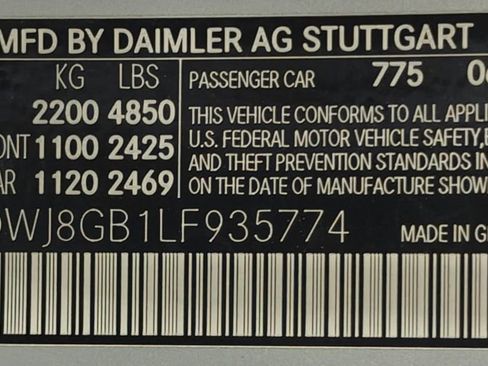 MFD BY DAIMLER AG STUTTGART
KG LBS PASSENGER CAR 775 06
2200 4850 THIS VEHICLE CONFORMS TO ALL APPLI
ONT 1100 2425 U.S. FEDERAL MOTOR VEHICLE SAFETY,
AR 1120 2469 AND THEFT PREVENTION STANDARDS IN
ON THE DATE OF MANUFACTURE SHOW
WJ8GB1LF935774